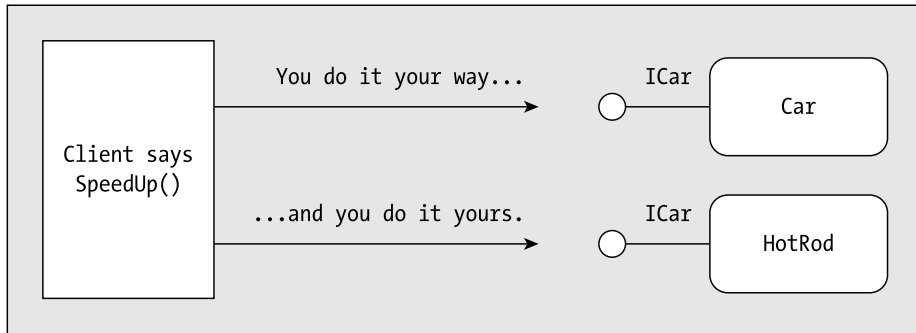 Client says
SpeedUp()
You do it your way...
ICar
Car
...and you do it yours.
ICar
HotRod